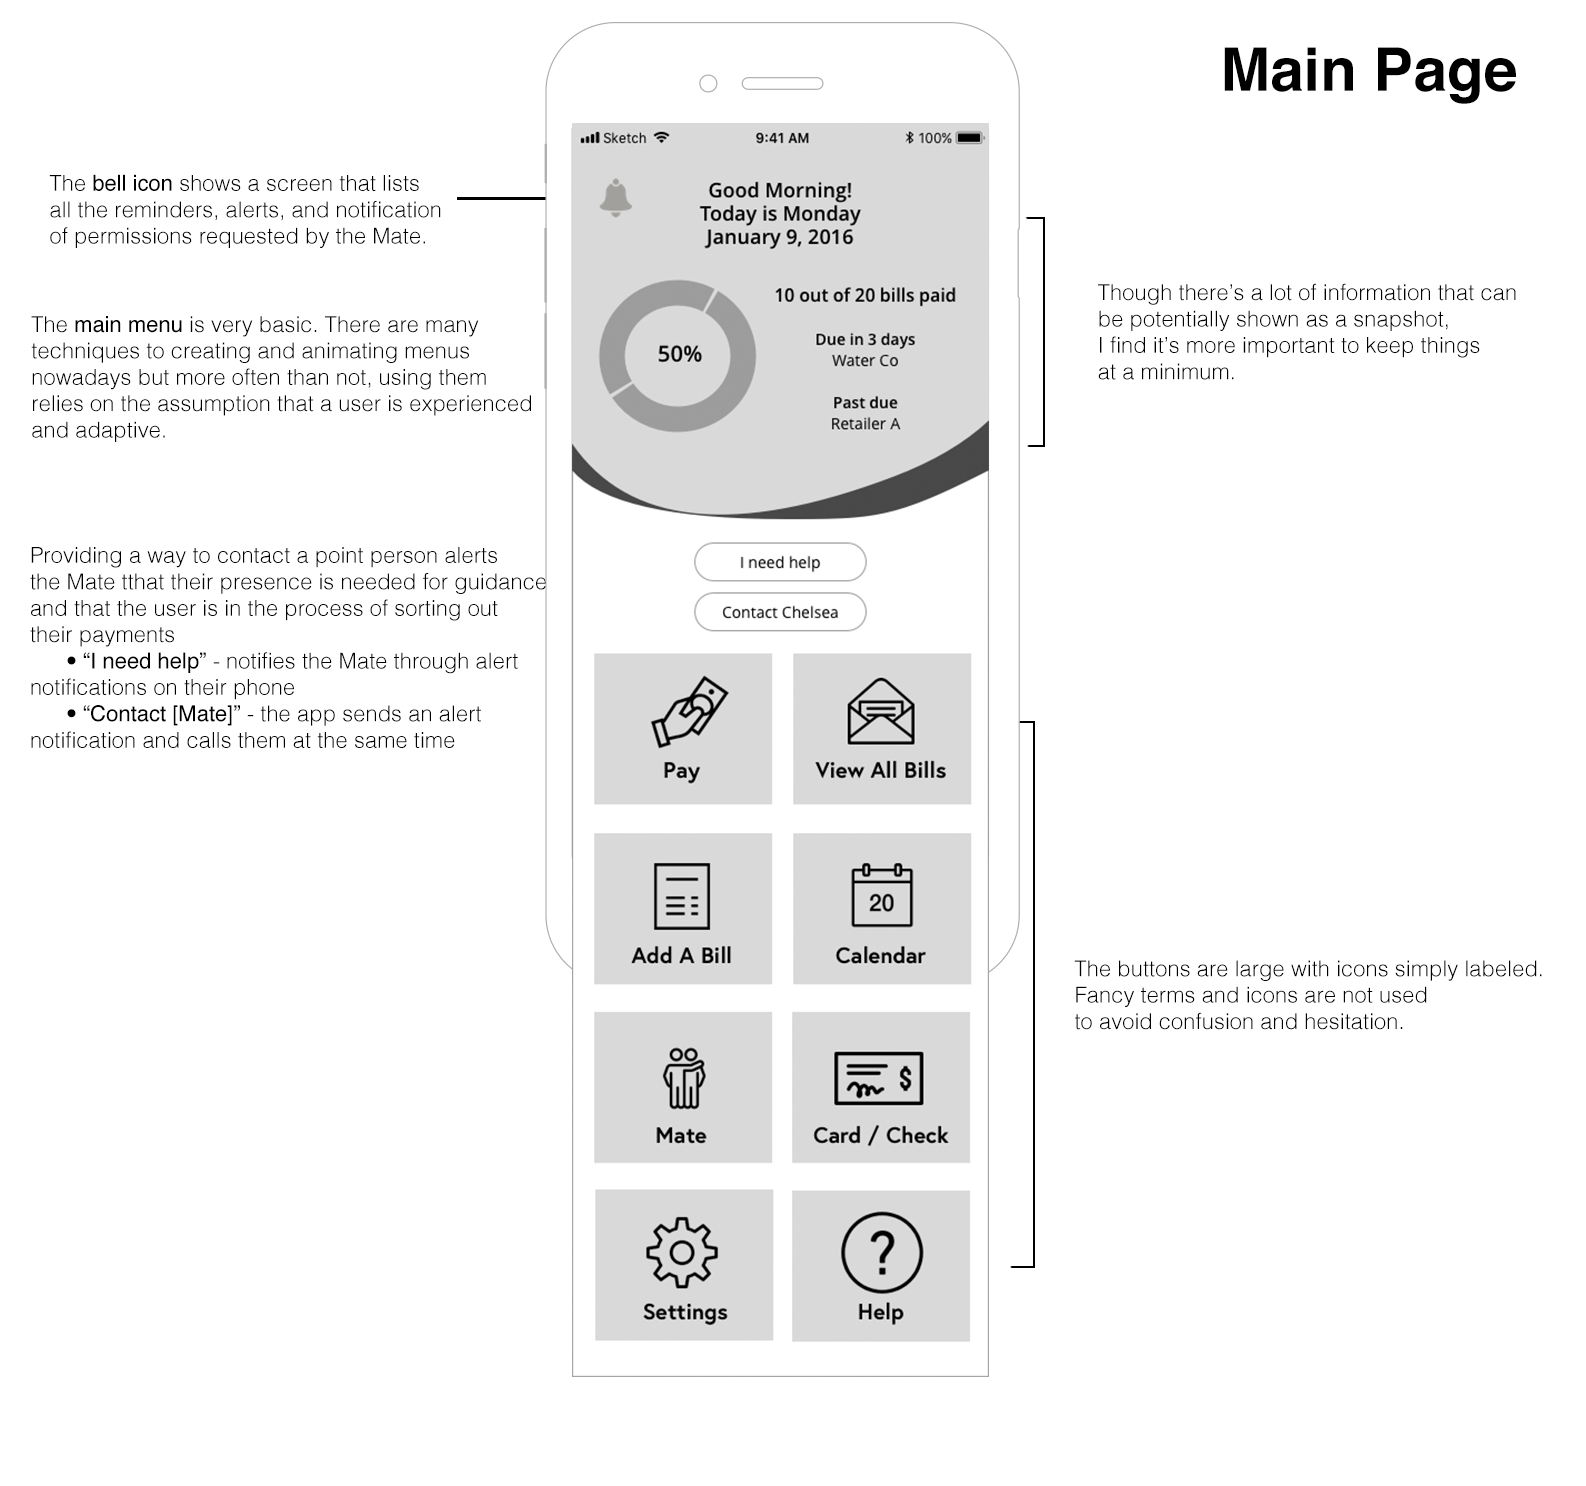 Main Page
Sketch
9:41 AM
100%
Good Morning!
Today is Monday
January 9, 2016
50%
10 out of 20 bills paid
Due in 3 days
Water Co
Past due
Retailer A
I need help
Contact Chelsea
Pay
View All Bills
Add A Bill
20
Calendar
Mate
$
Card / Check
Settings
?
Help
The bell icon shows a screen that lists
all the reminders, alerts, and notification
of permissions requested by the Mate.
The main menu is very basic. There are many
techniques to creating and animating menus
nowadays but more often than not, using them
relies on the assumption that a user is experienced
and adaptive.
Providing a way to contact a point person alerts
the Mate tthat their presence is needed for guidance
and that the user is in the process of sorting out
their payments
• “I need help” - notifies the Mate through alert
notifications on their phone
• “Contact [Mate]” - the app sends an alert
notification and calls them at the same time
Though there’s a lot of information that can
be potentially shown as a snapshot,
I find it’s more important to keep things
at a minimum.
The buttons are large with icons simply labeled.
Fancy terms and icons are not used
to avoid confusion and hesitation.